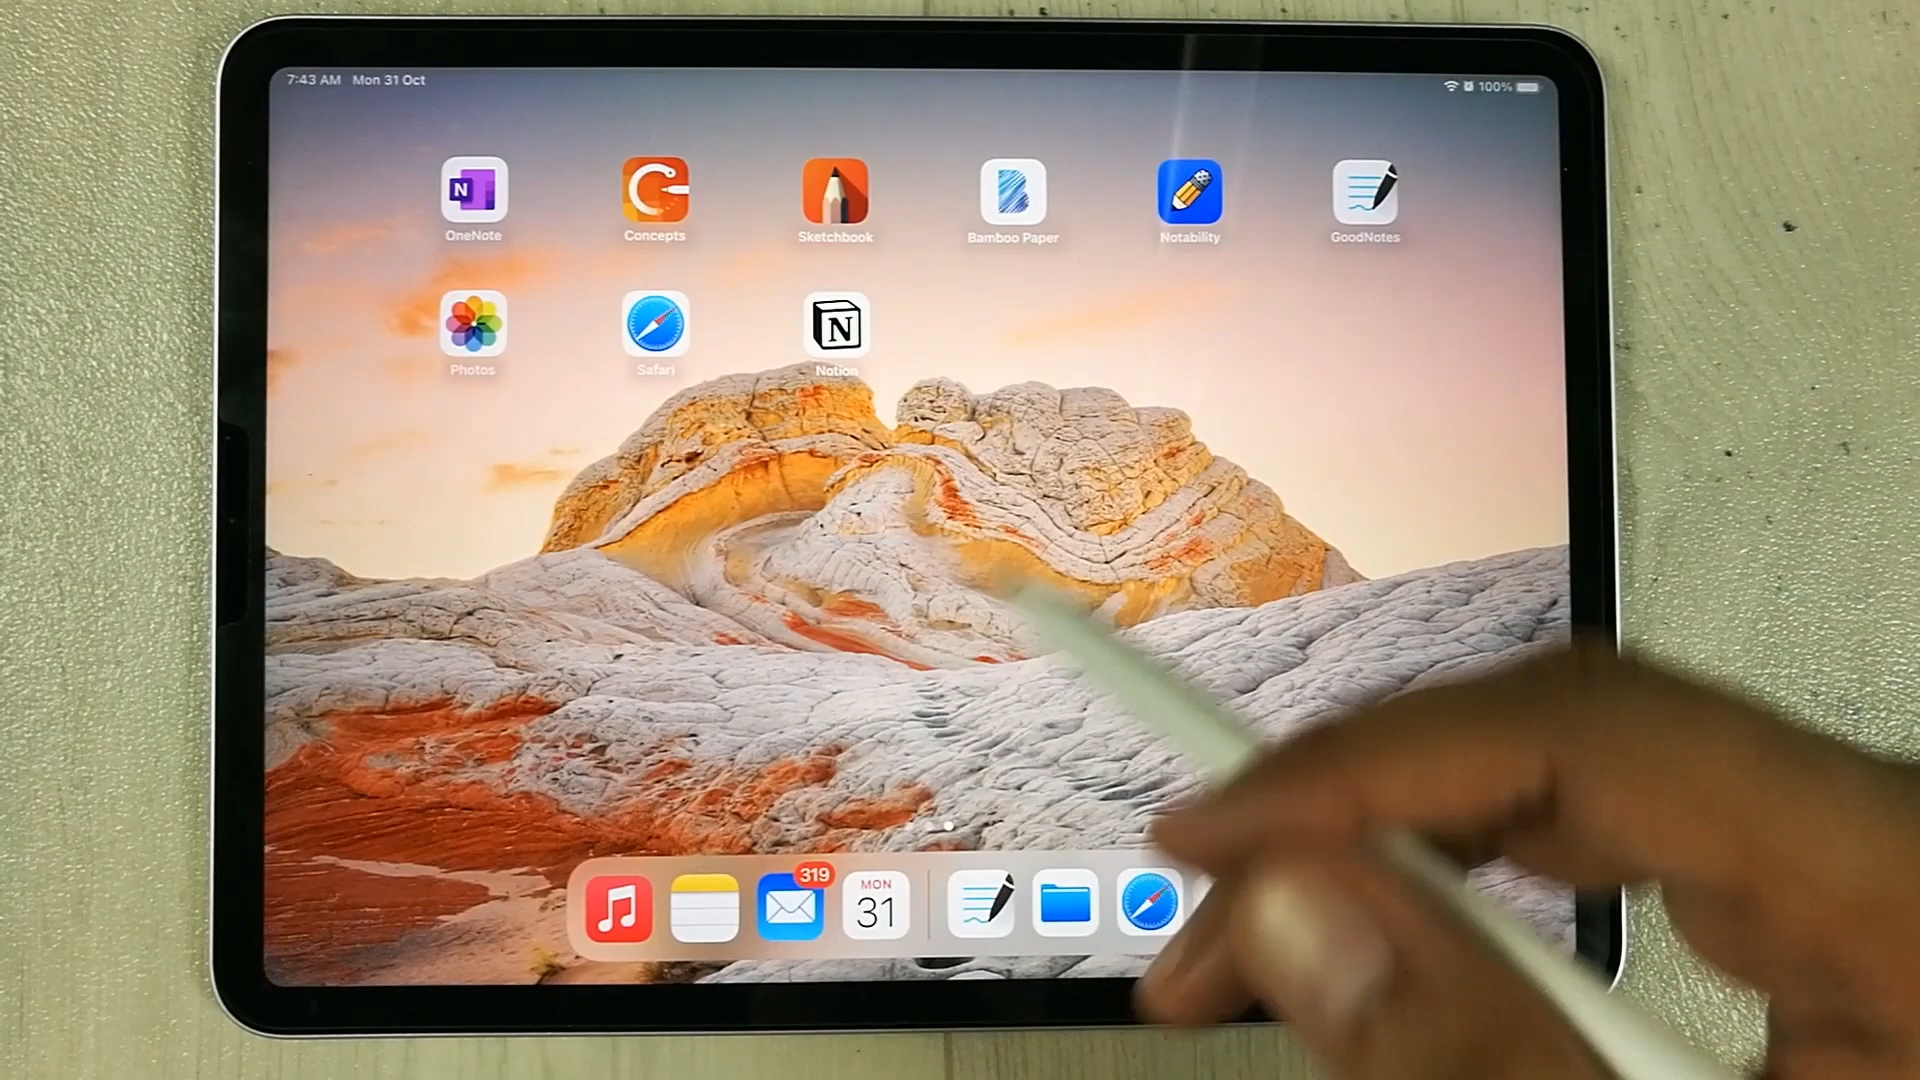 7:43 AM Mon 31 Oct
100%
N
OneNote
Concepts
Sketchbook
B
Bamboo Paper
Notability
GoodNotes
Photos
Safari
N
Notion
319
MON
31